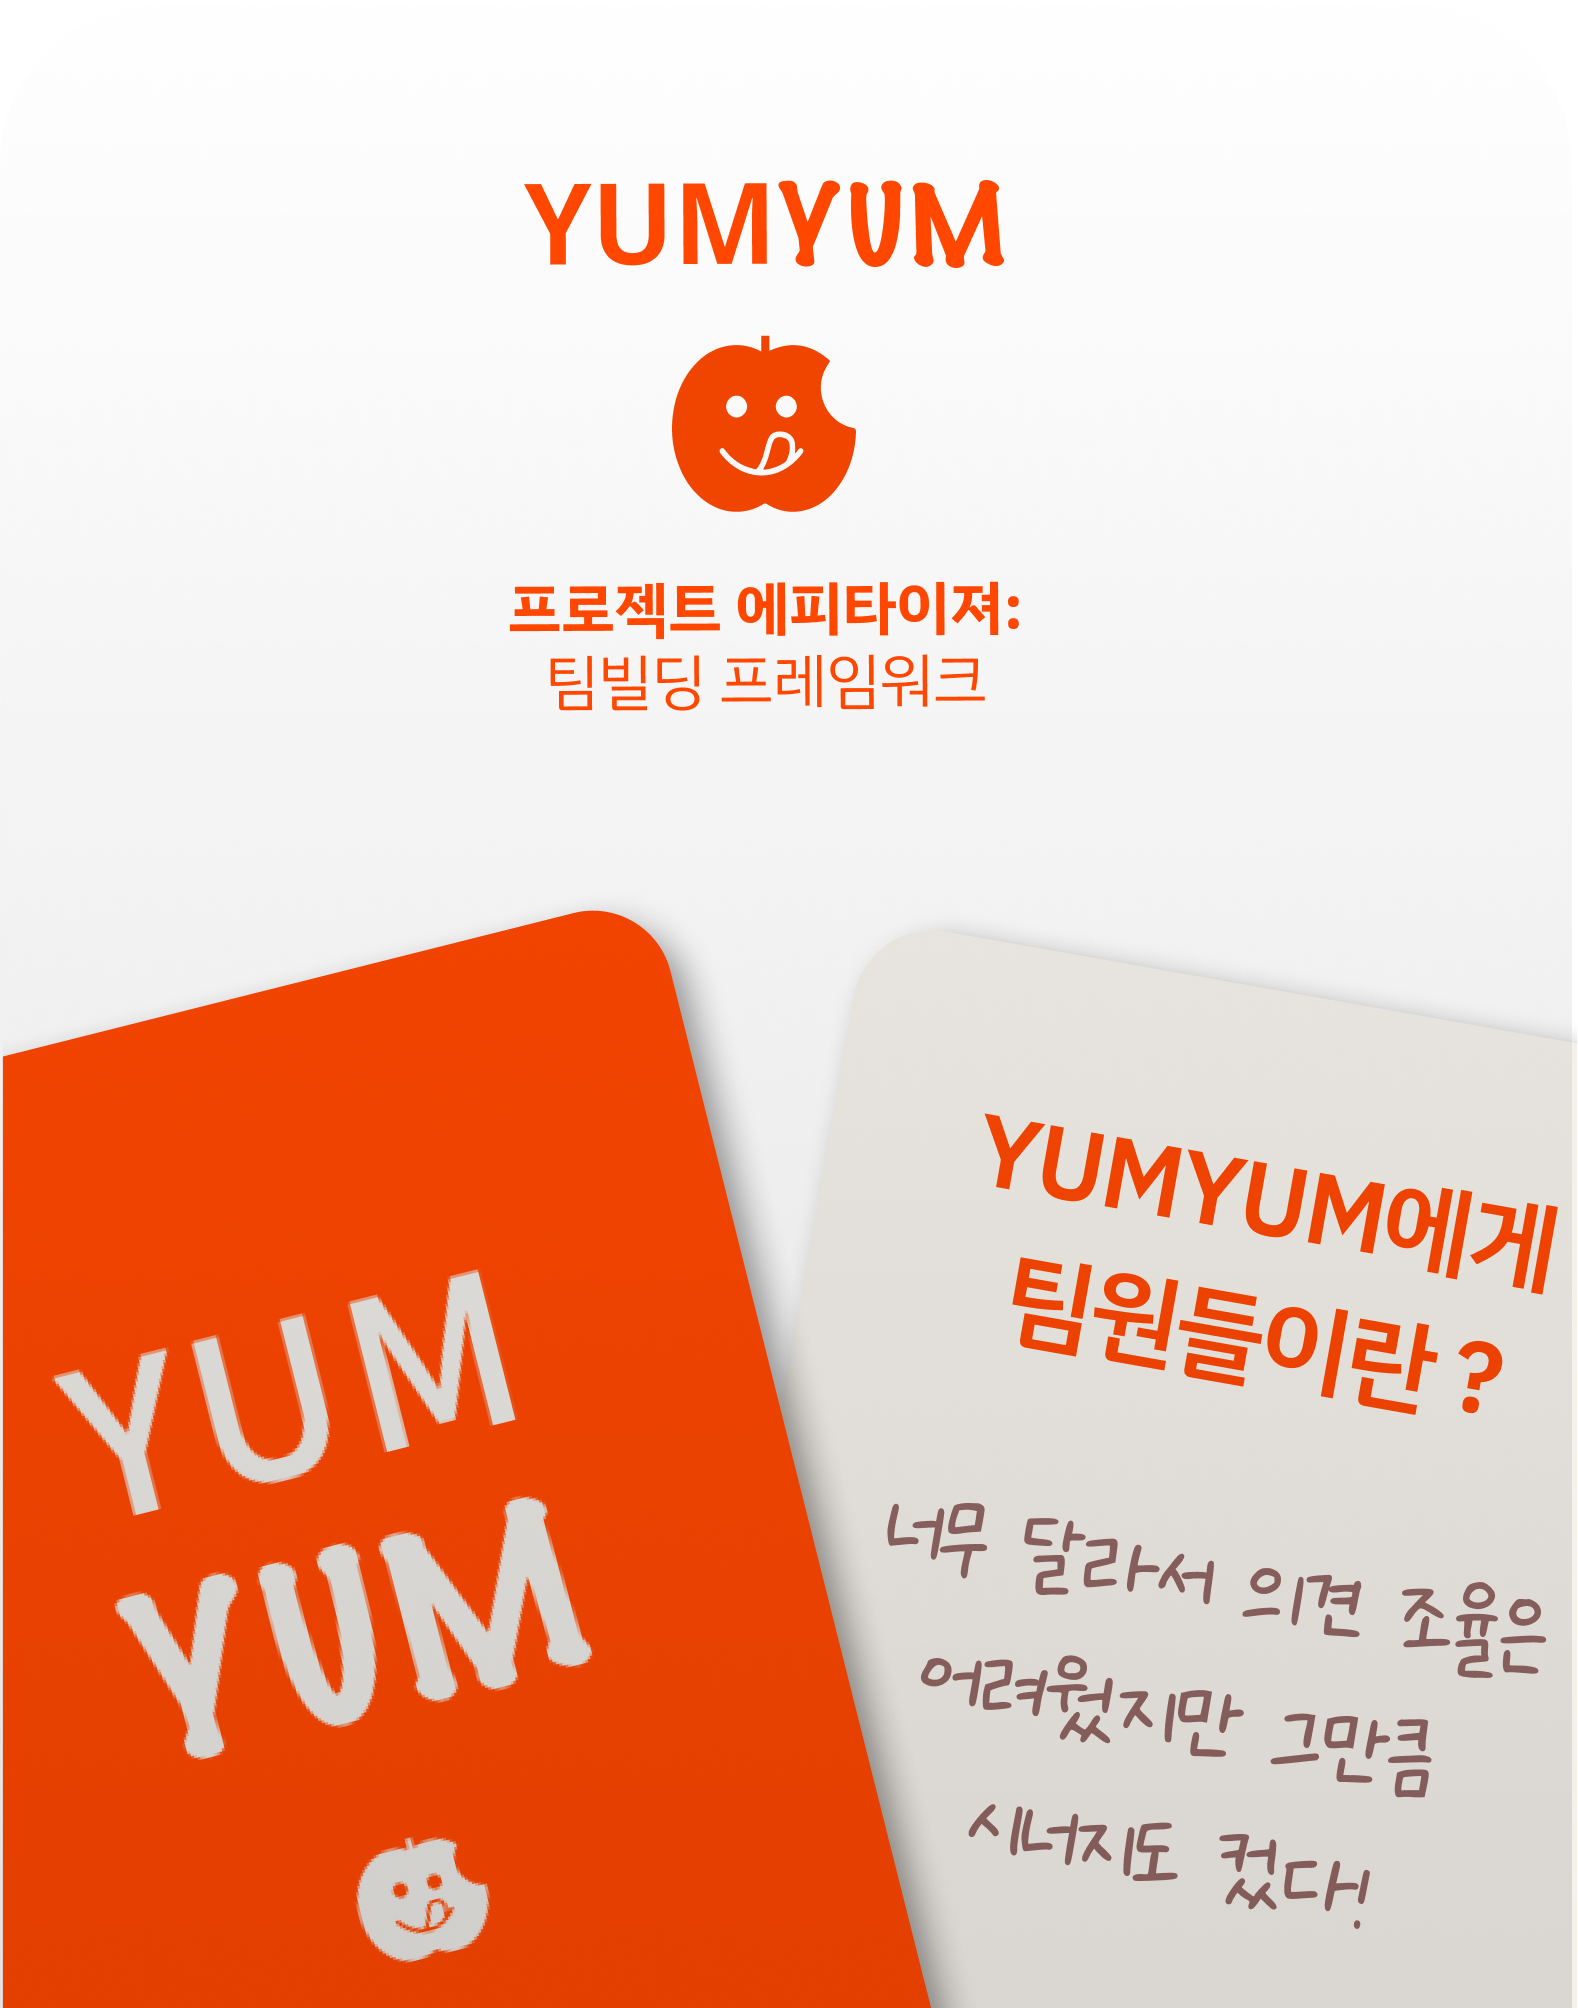 YUMYUM
프로젝트 에피타이져:
팀빌딩 프레임워크
YUM
YUM
YUMYUM에게
팀원들이란 ?
너무 달라서 의견 조율은
어려웠지만 그만큼
시너지도 컸다!